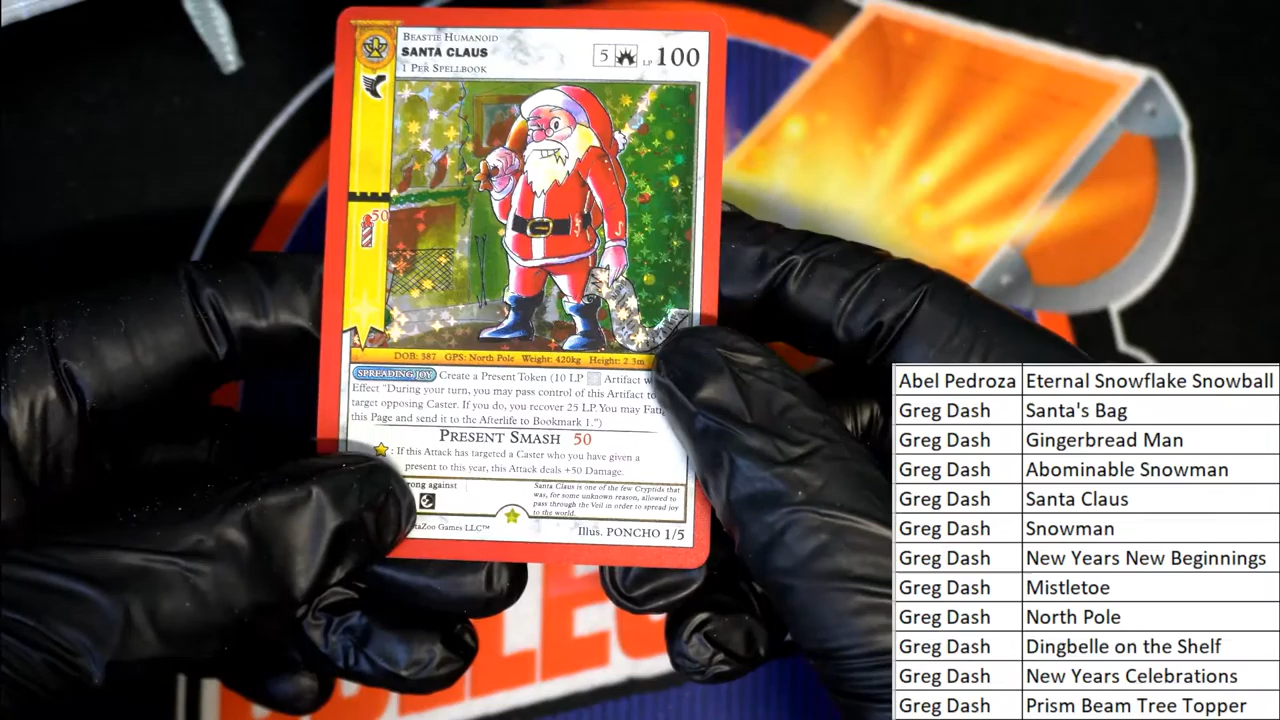 BEASTIE HUMANOID
SANTA CLAUS
1 PER SPELLBOOK
5
LP 100
50
DOB: 387 GPS: North Pole Weight: 420kg Height: 2.3m
SPREADING JOY Create a Present Token (10 LP Artifact w
Effect "During your turn, you may pass control of this Artifact to
target opposing Caster. If you do, you recover 25 LP. You may
this Page and send it to the Afterlife to Bookmark 1.")
PRESENT SMASH 50
: If this Attack has targeted a Caster who you have given a
present to this year, this Attack deals +50 Damage.
rong against
Santa Claus is one of the few Cryptids that
was, for some unknown reason, allowed to
pass through the Veil in order to spread joy
to the world.
taZoo Games LLC™
Illus. PONCHO 1/5
Abel Pedroza Eternal Snowflake Snowball
Greg Dash Santa's Bag
Greg Dash Gingerbread Man
Greg Dash Abominable Snowman
Greg Dash Santa Claus
Greg Dash Snowman
Greg Dash New Years New Beginnings
Greg Dash Mistletoe
Greg Dash North Pole
Greg Dash Dingbelle on the Shelf
Greg Dash New Years Celebrations
Greg Dash Prism Beam Tree Topper